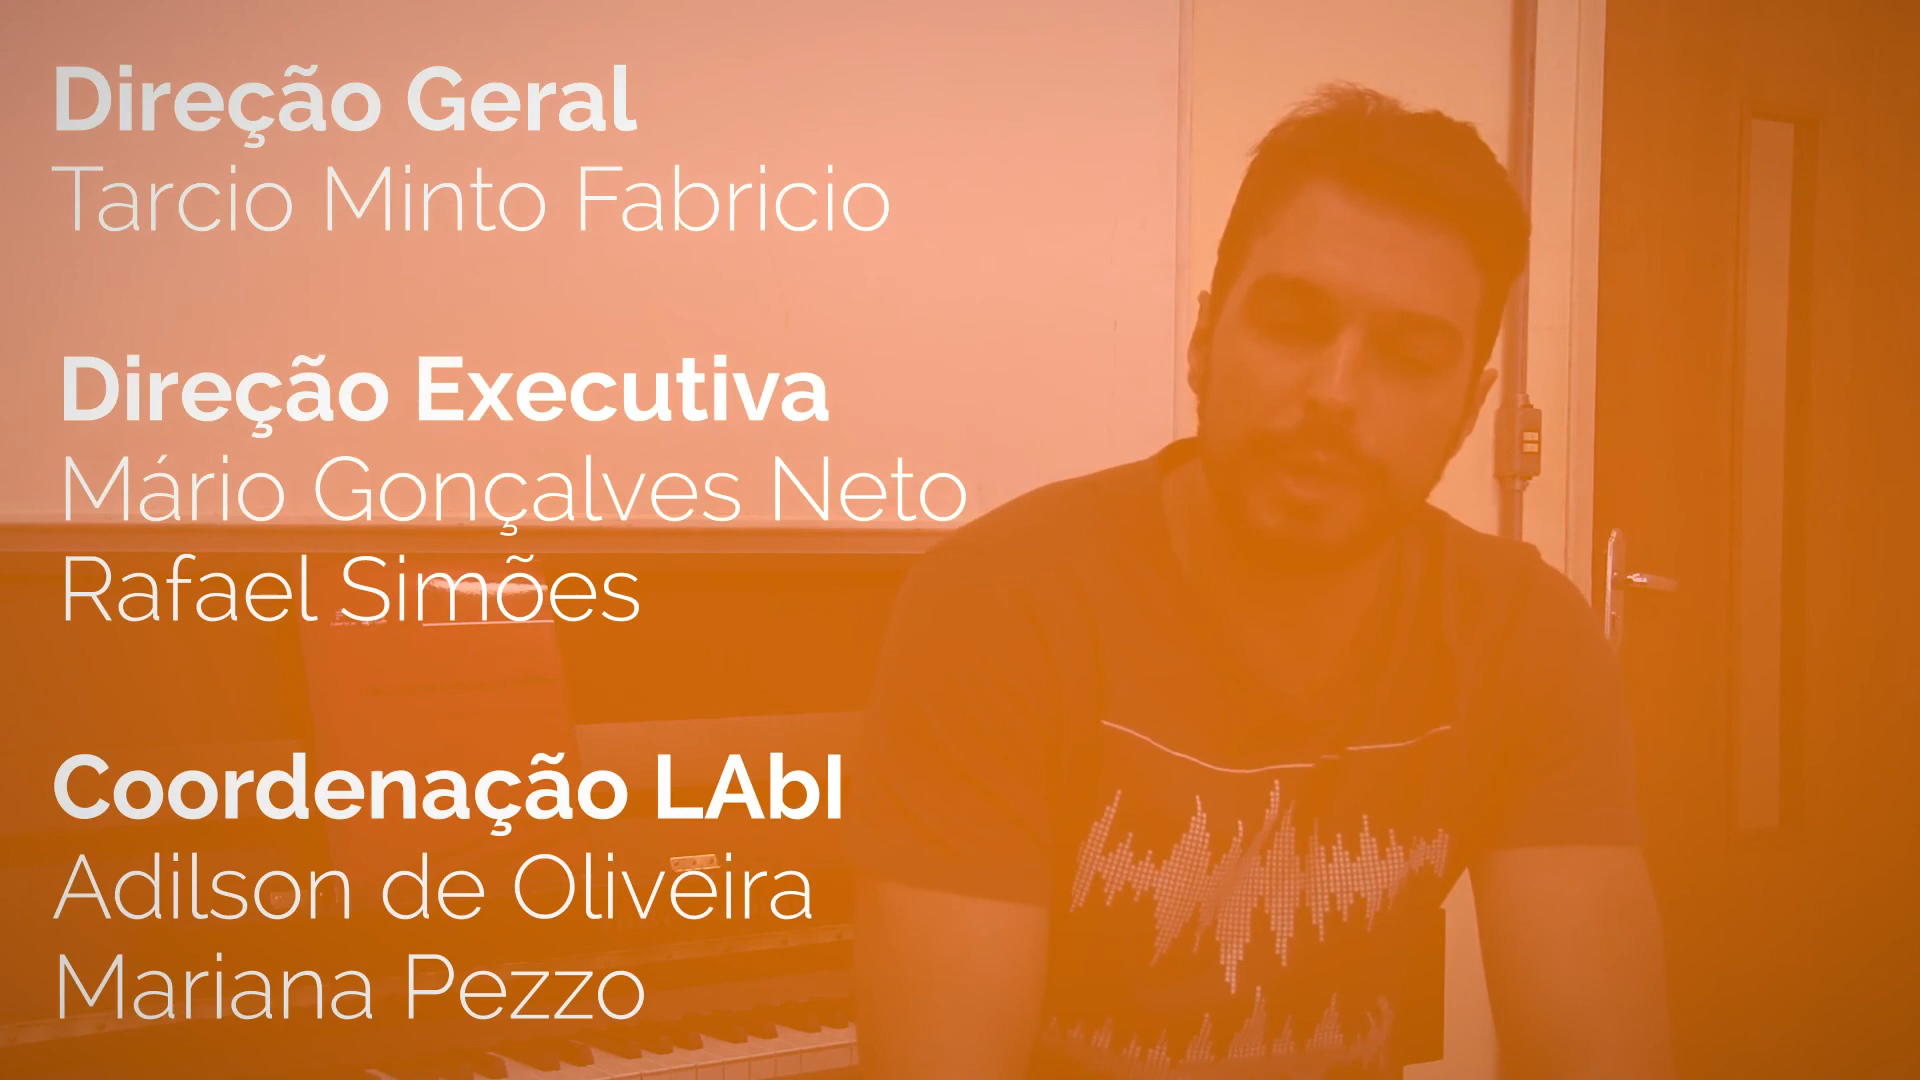 Direção Geral
Tarcio Minto Fabricio
Direção Executiva
Mário Gonçalves Neto
Rafael Simões
Coordenação LAbI
Adilson de Oliveira
Mariana Pezzo